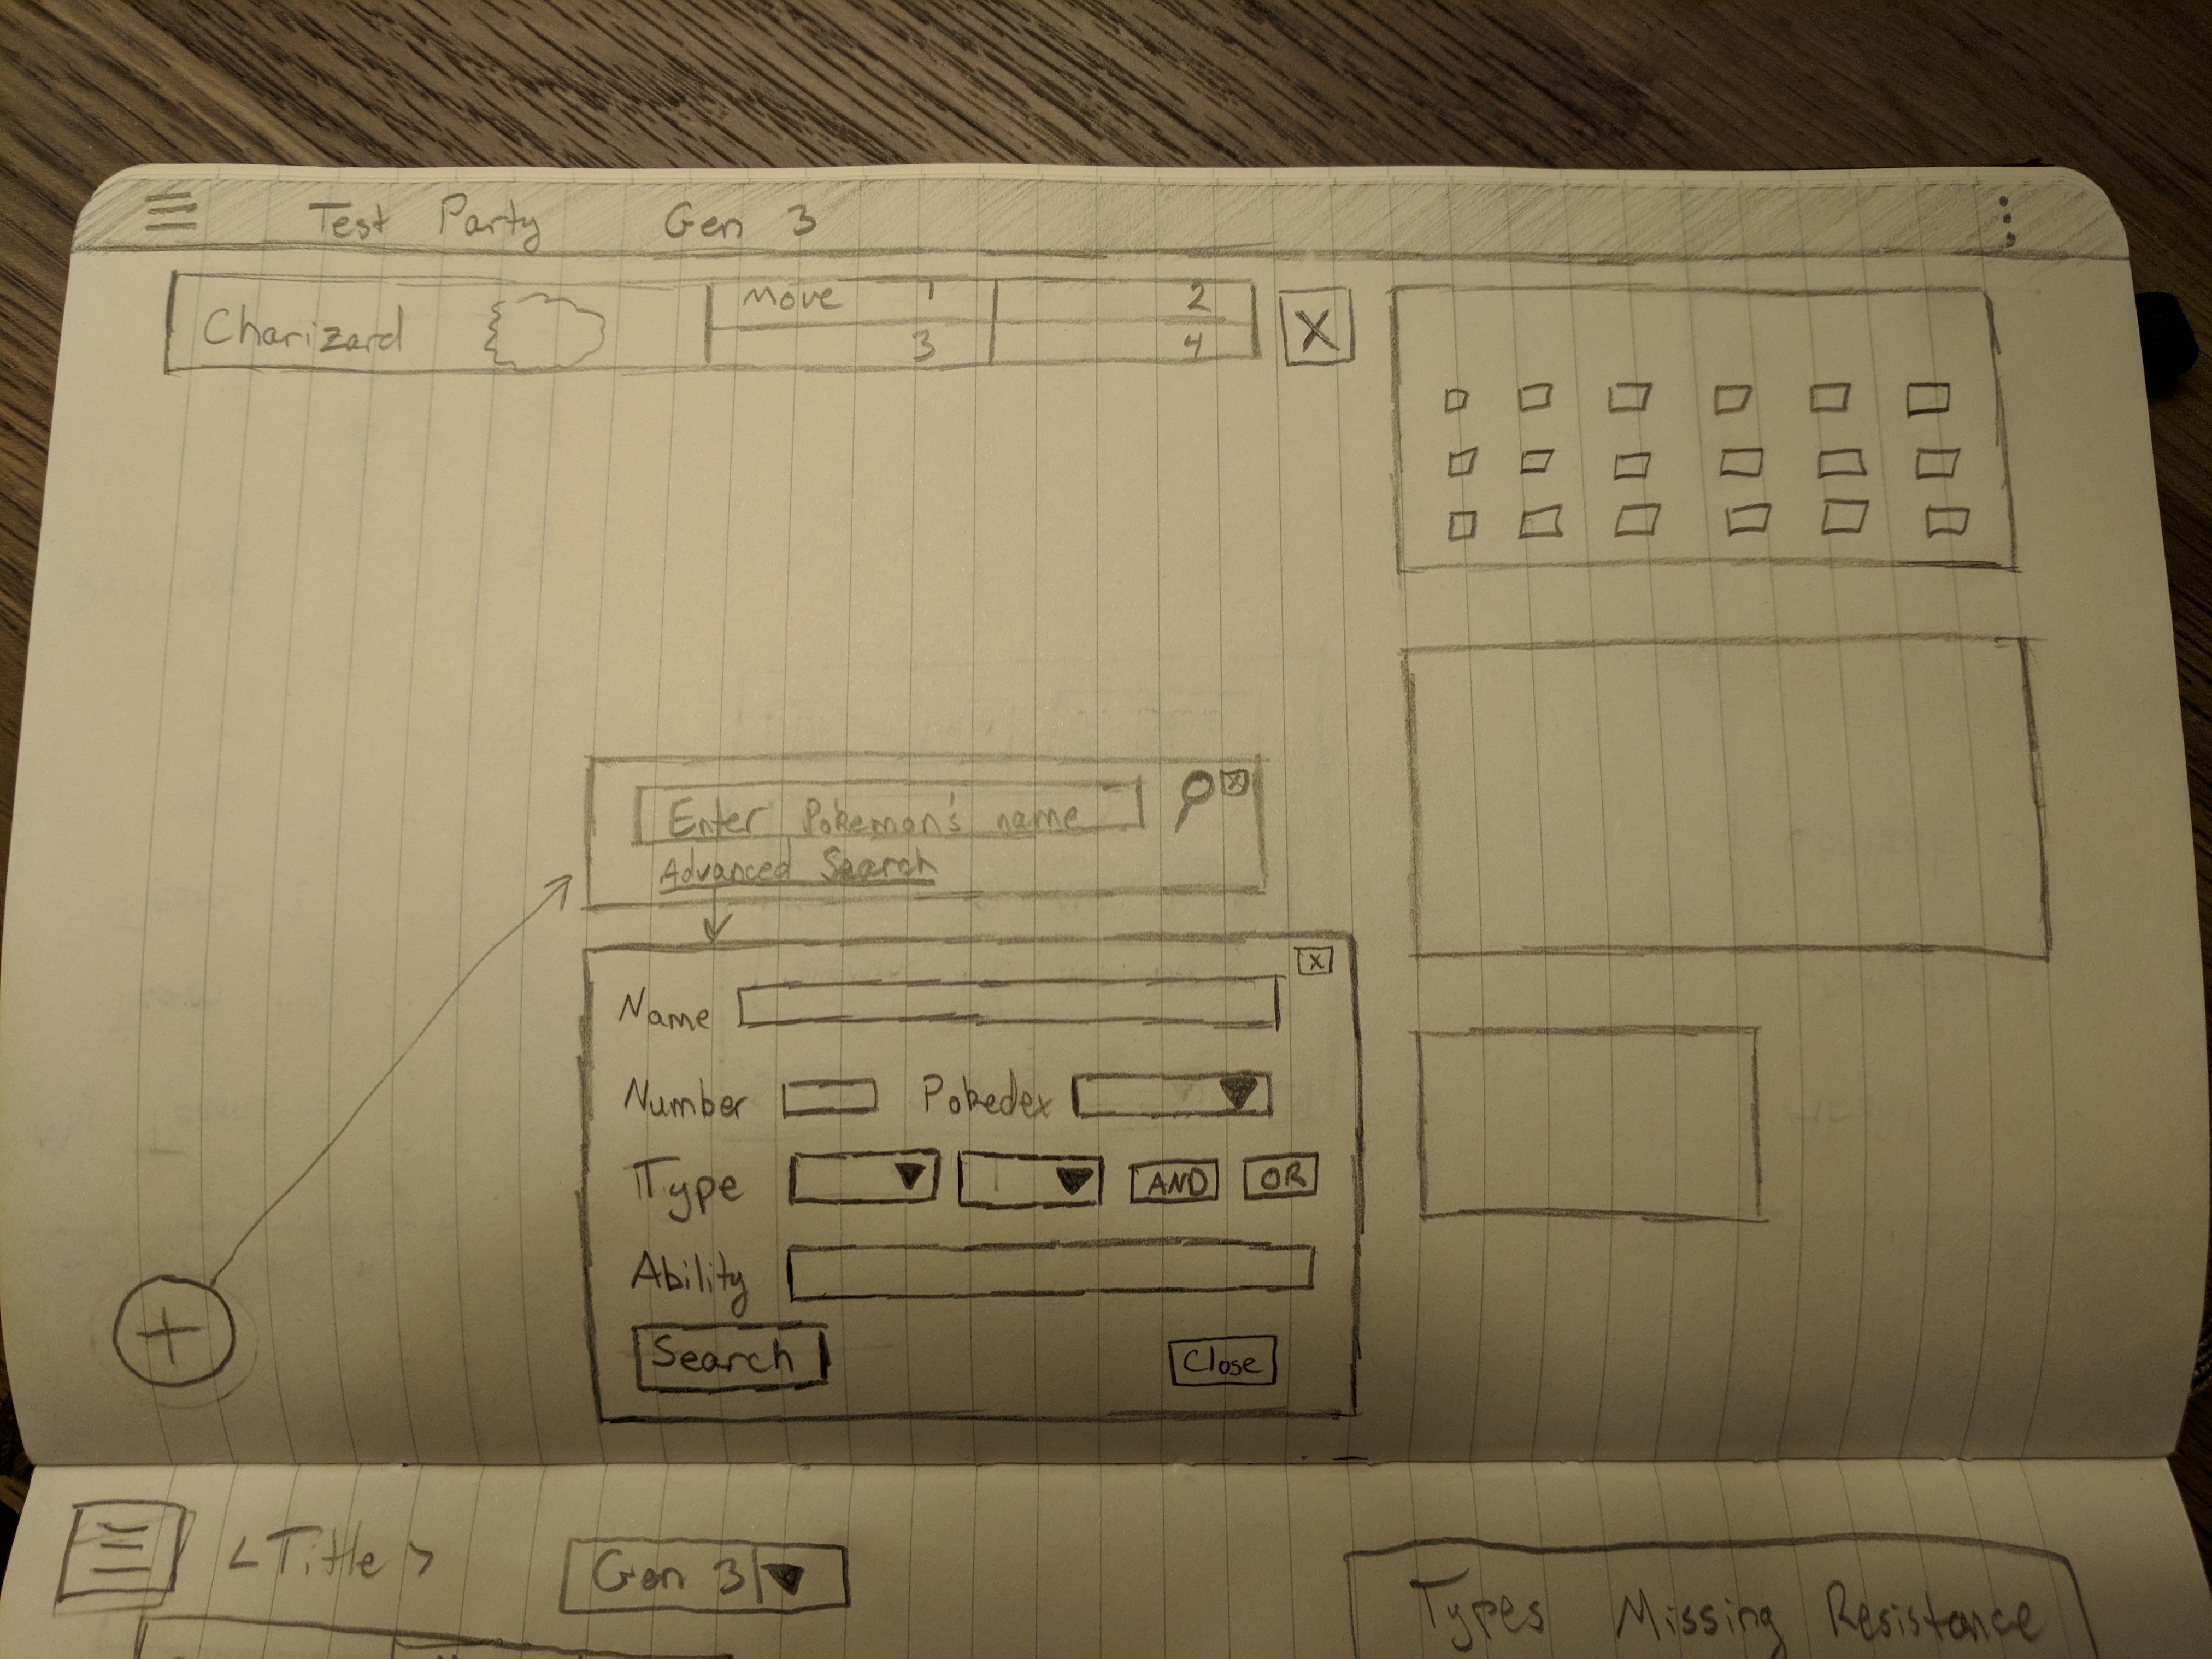 Test Party Gen 3
Charizard
Move 1 2
3 4
X
Enter Pokemon's name
X
Advanced Search
X
Name
Number Pokedex
Type AND OR
Ability
Search Close
<Title> Gen 3
Types Missing Resistance